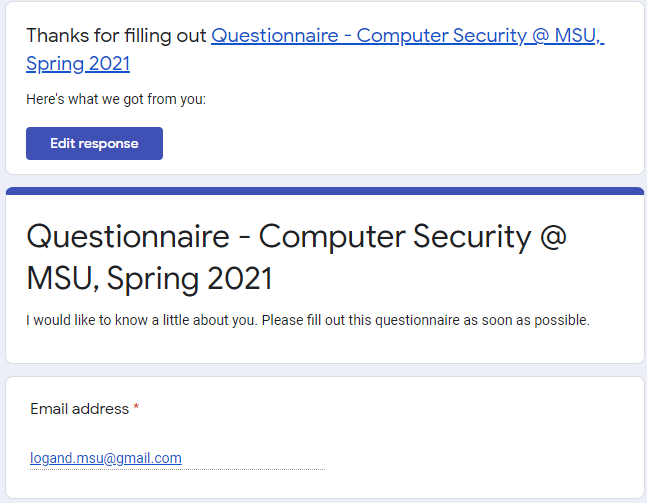 Thanks for filling out Questionnaire - Computer Security @ MSU,
Spring 2021
Here's what we got from you:
Edit response
Questionnaire - Computer Security @
MSU, Spring 2021
I would like to know a little about you. Please fill out this questionnaire as soon as possible.
Email address *
logand.msu@gmail.com